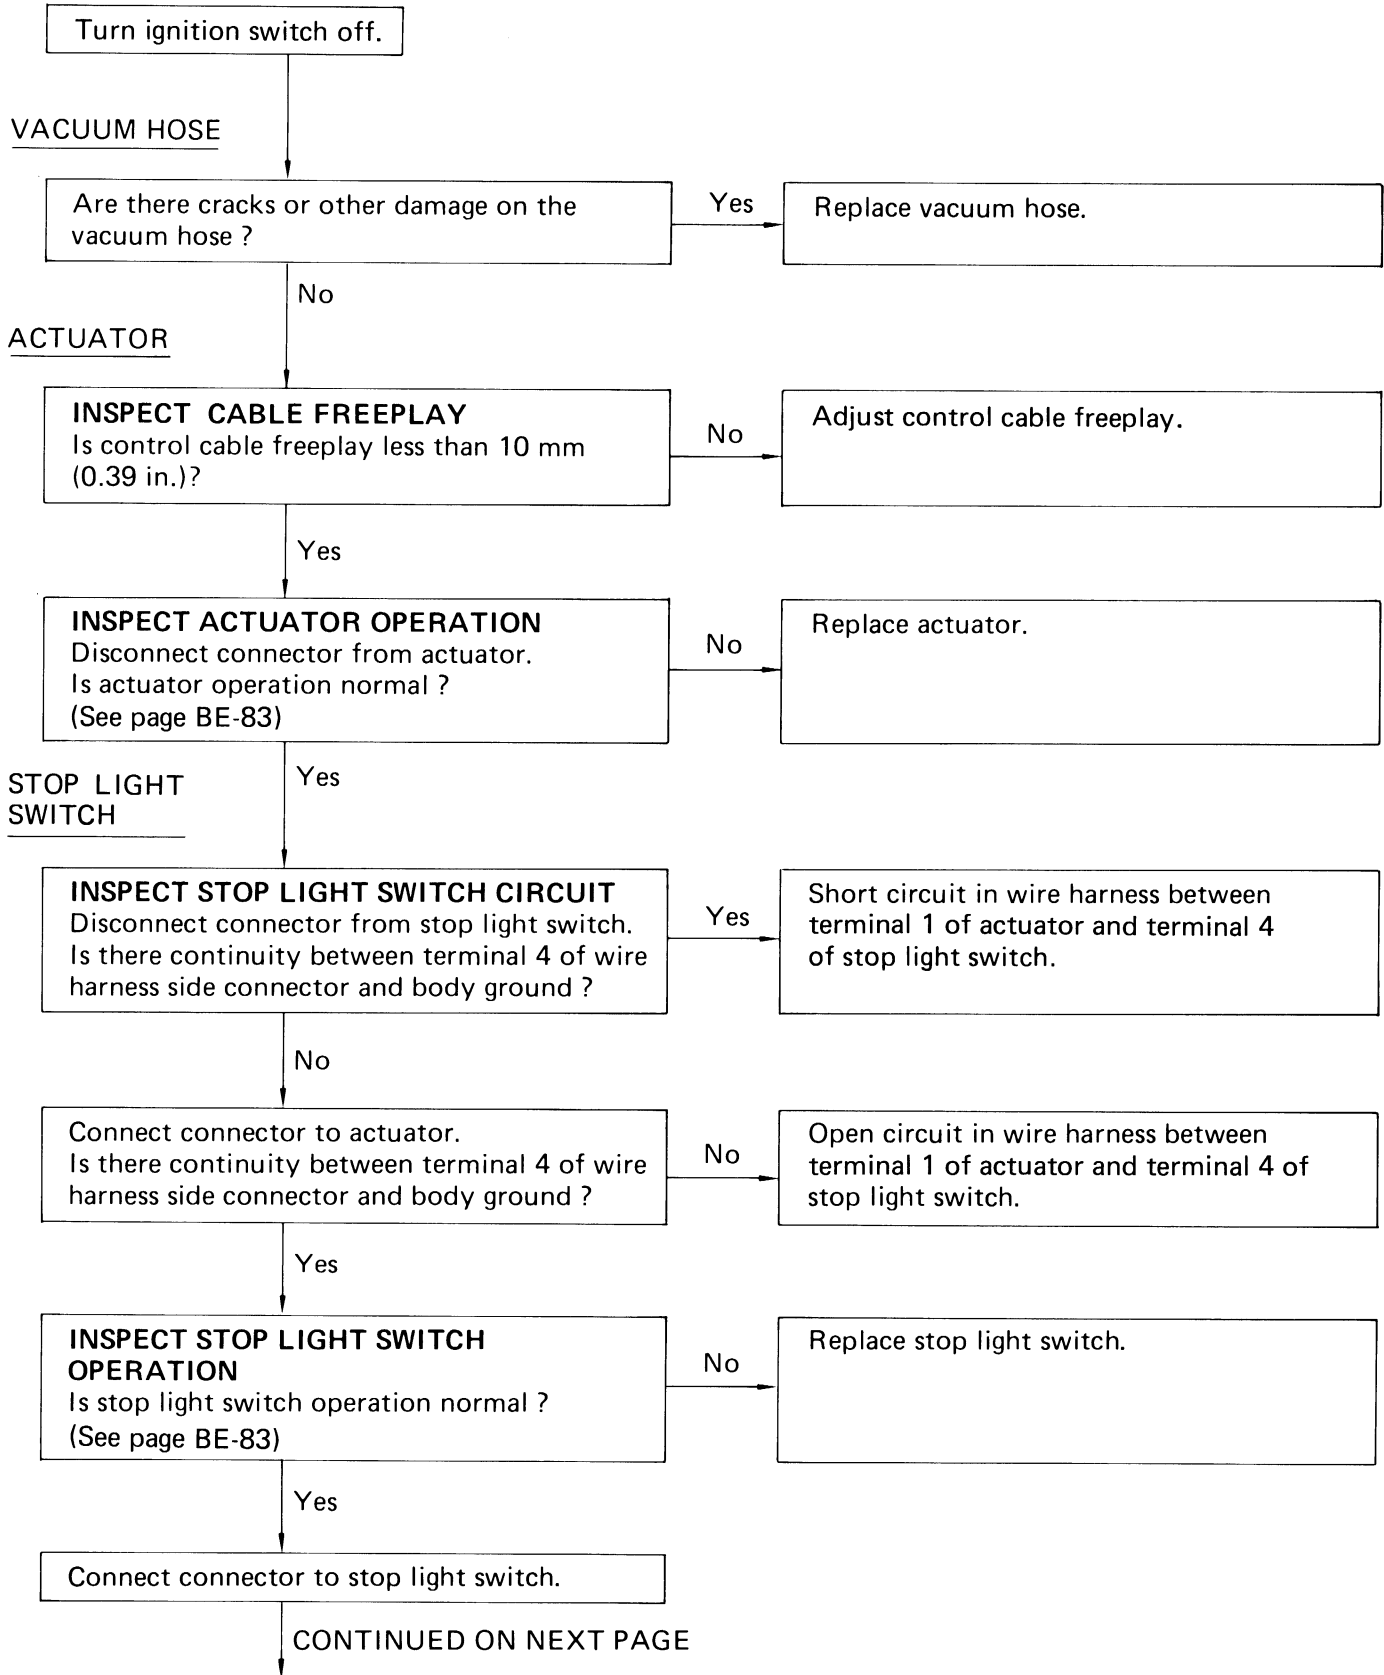 Turn ignition switch off.
VACUUM HOSE
Are there cracks or other damage on the
vacuum hose ?
Yes
Replace vacuum hose.
No
ACTUATOR
INSPECT CABLE FREEPLAY
Is control cable freeplay less than 10 mm
(0.39 in.)?
No
Adjust control cable freeplay.
Yes
INSPECT ACTUATOR OPERATION
Disconnect connector from actuator.
Is actuator operation normal ?
(See page BE-83)
No
Replace actuator.
Yes
STOP LIGHT
SWITCH
INSPECT STOP LIGHT SWITCH CIRCUIT
Disconnect connector from stop light switch.
Is there continuity between terminal 4 of wire
harness side connector and body ground ?
Yes
Short circuit in wire harness between
terminal 1 of actuator and terminal 4
of stop light switch.
No
Connect connector to actuator.
Is there continuity between terminal 4 of wire
harness side connector and body ground ?
No
Open circuit in wire harness between
terminal 1 of actuator and terminal 4 of
stop light switch.
Yes
INSPECT STOP LIGHT SWITCH
OPERATION
Is stop light switch operation normal ?
(See page BE-83)
No
Replace stop light switch.
Yes
Connect connector to stop light switch.
CONTINUED ON NEXT PAGE